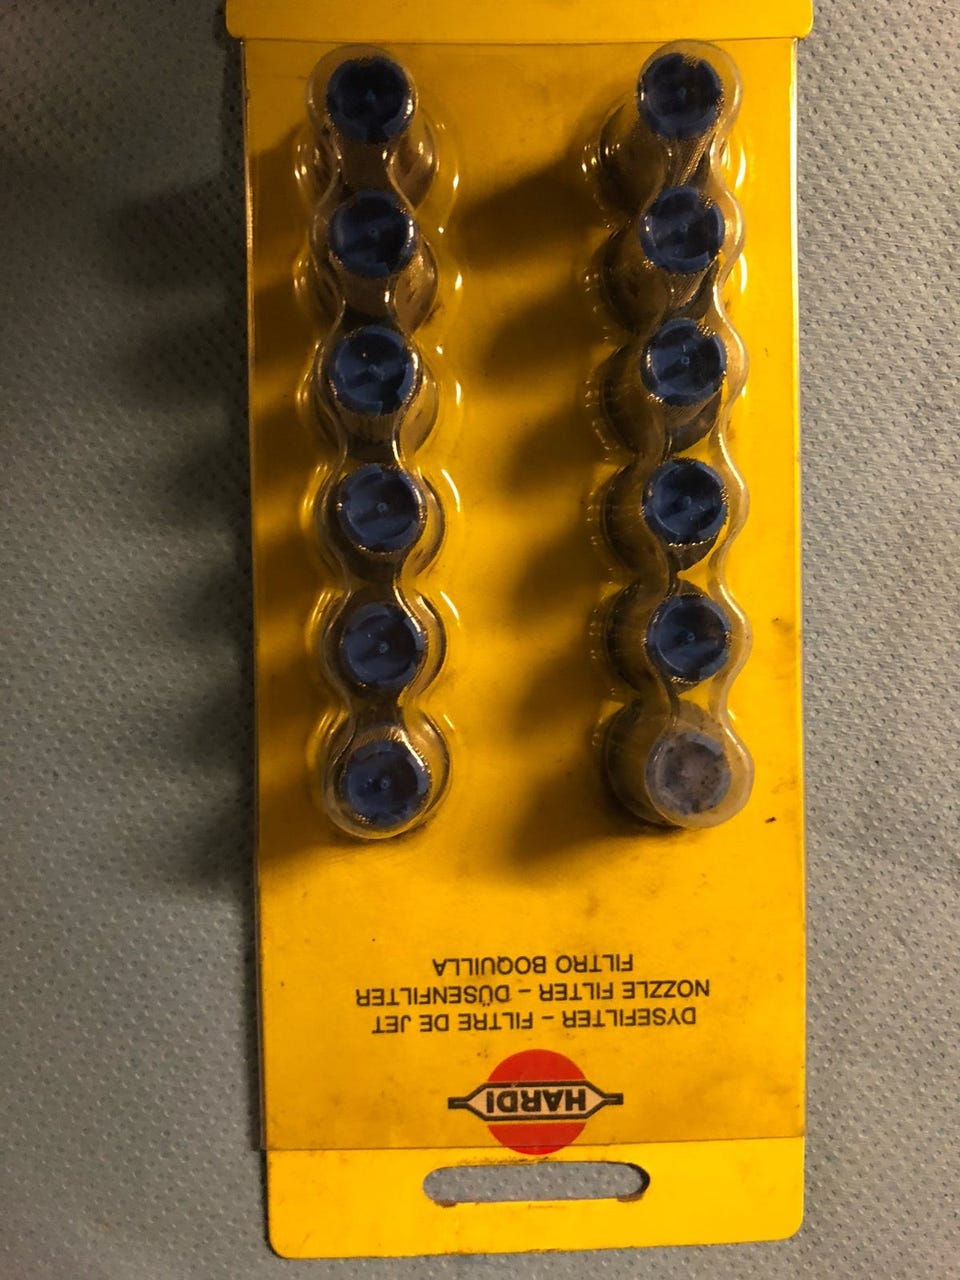 HARDI
DYSEFILTER – FILTRE DE JET
NOZZLE FILTER – DÜSENFILTER
FILTRO BOQUILLA